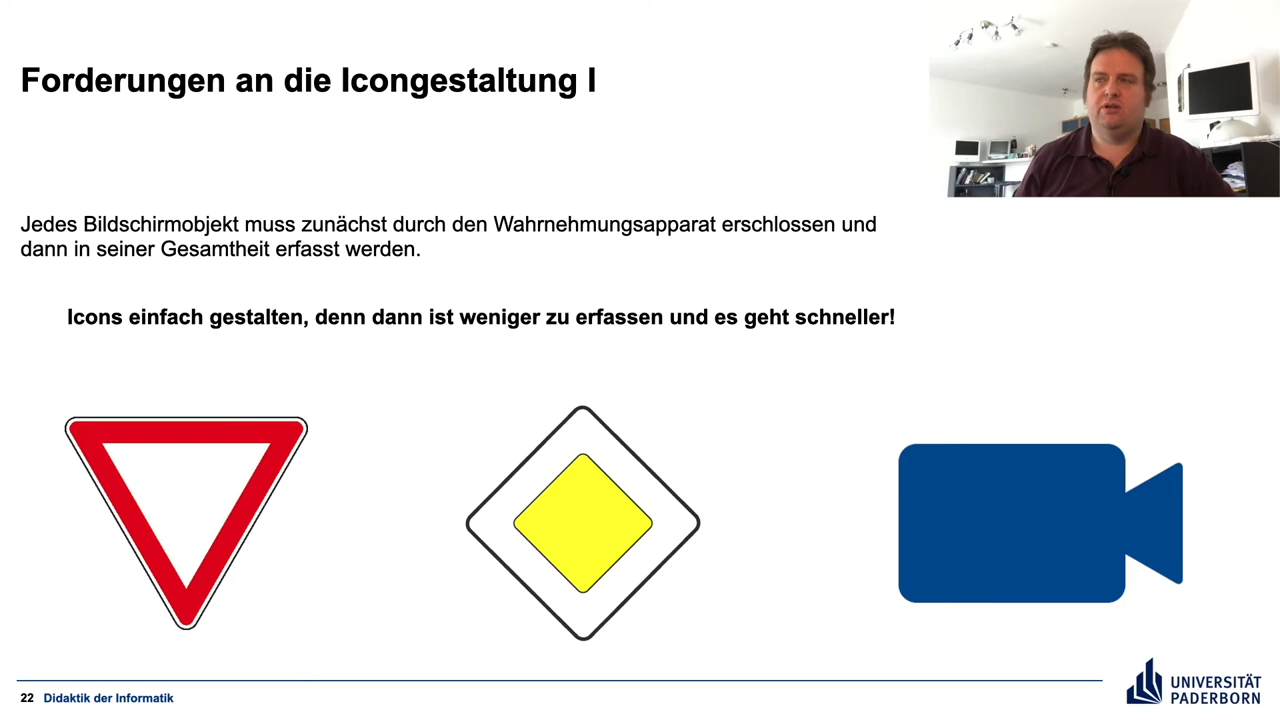 Forderungen an die Icongestaltung I
Jedes Bildschirmobjekt muss zunächst durch den Wahrnehmungsapparat erschlossen und
dann in seiner Gesamtheit erfasst werden.
Icons einfach gestalten, denn dann ist weniger zu erfassen und es geht schneller!
22 Didaktik der Informatik
UNIVERSITÄT
PADERBORN